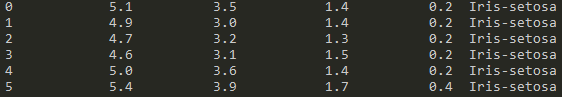 0 5.1 3.5 1.4 0.2 Iris-setosa
1 4.9 3.0 1.4 0.2 Iris-setosa
2 4.7 3.2 1.3 0.2 Iris-setosa
3 4.6 3.1 1.5 0.2 Iris-setosa
4 5.0 3.6 1.4 0.2 Iris-setosa
5 5.4 3.9 1.7 0.4 Iris-setosa